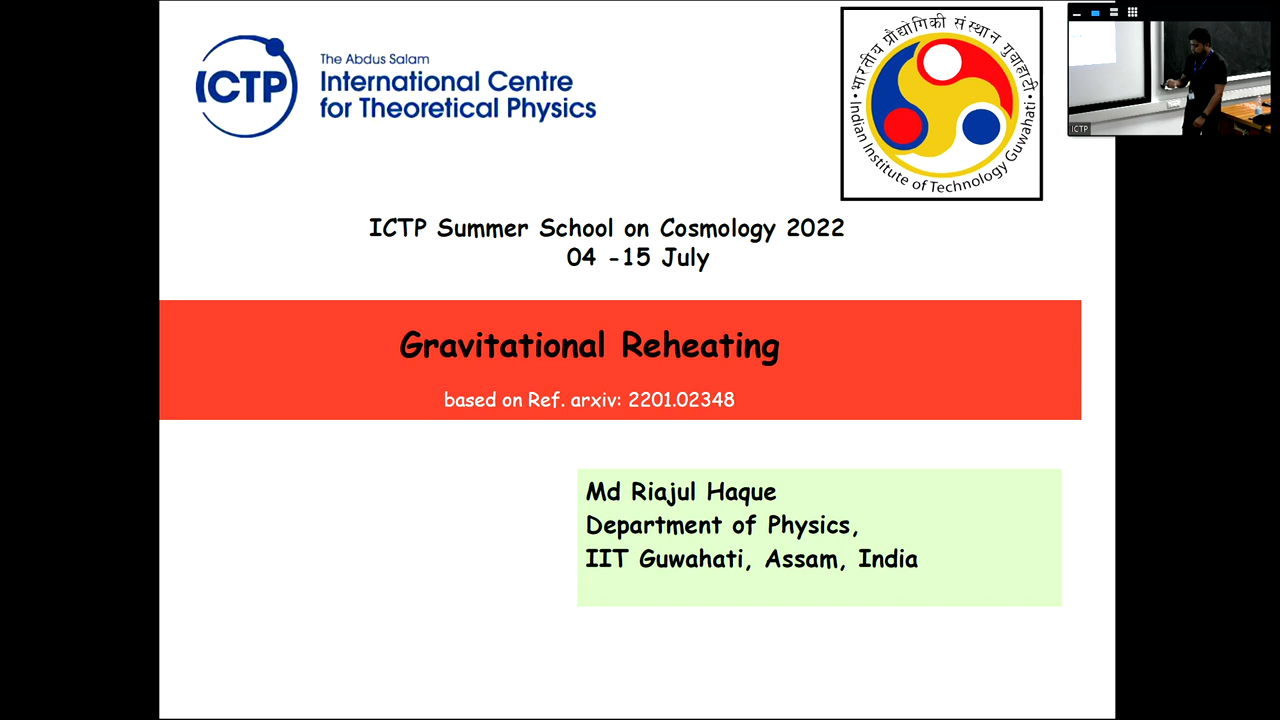 ICTP
The Abdus Salam
International Centre
for Theoretical Physics
भारतीय प्रौद्योगिकी संस्थान गुवाहाटी
Indian Institute of Technology Guwahati
ICTP
ICTP Summer School on Cosmology 2022
04 -15 July
Gravitational Reheating
based on Ref. arxiv: 2201.02348
Md Riajul Haque
Department of Physics,
IIT Guwahati, Assam, India